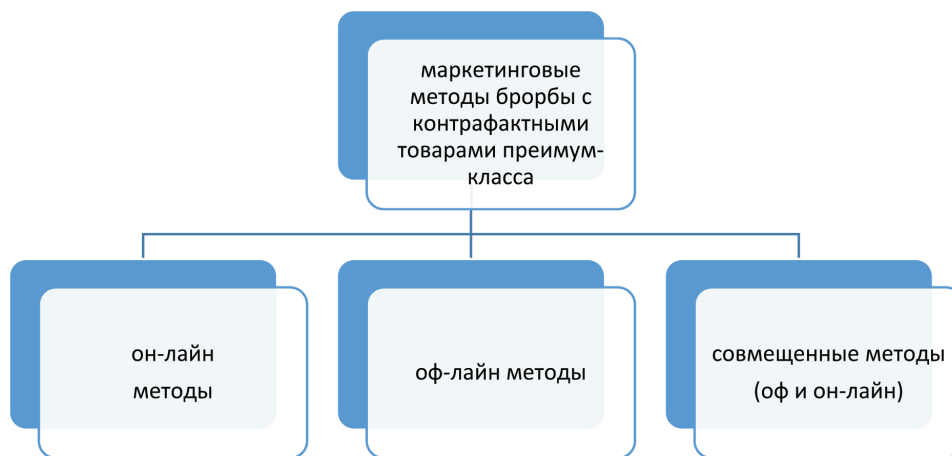 маркетинговые
методы брорбы с
контрафактными
товарами преимум-
класса
он-лайн
методы
оф-лайн методы
совмещенные методы
(оф и он-лайн)